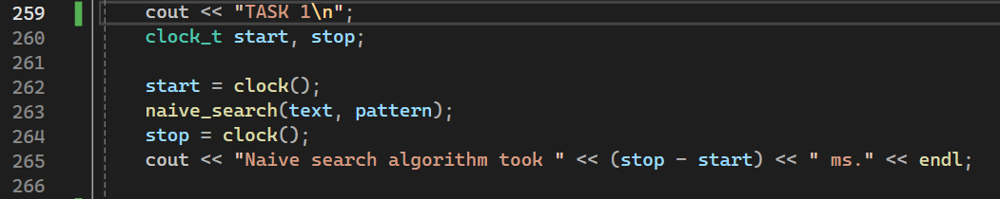 259 cout << "TASK 1\n";
260 clock_t start, stop;
261
262 start = clock();
263 naive_search(text, pattern);
264 stop = clock();
265 cout << "Naive search algorithm took " << (stop - start) << " ms." << endl;
266